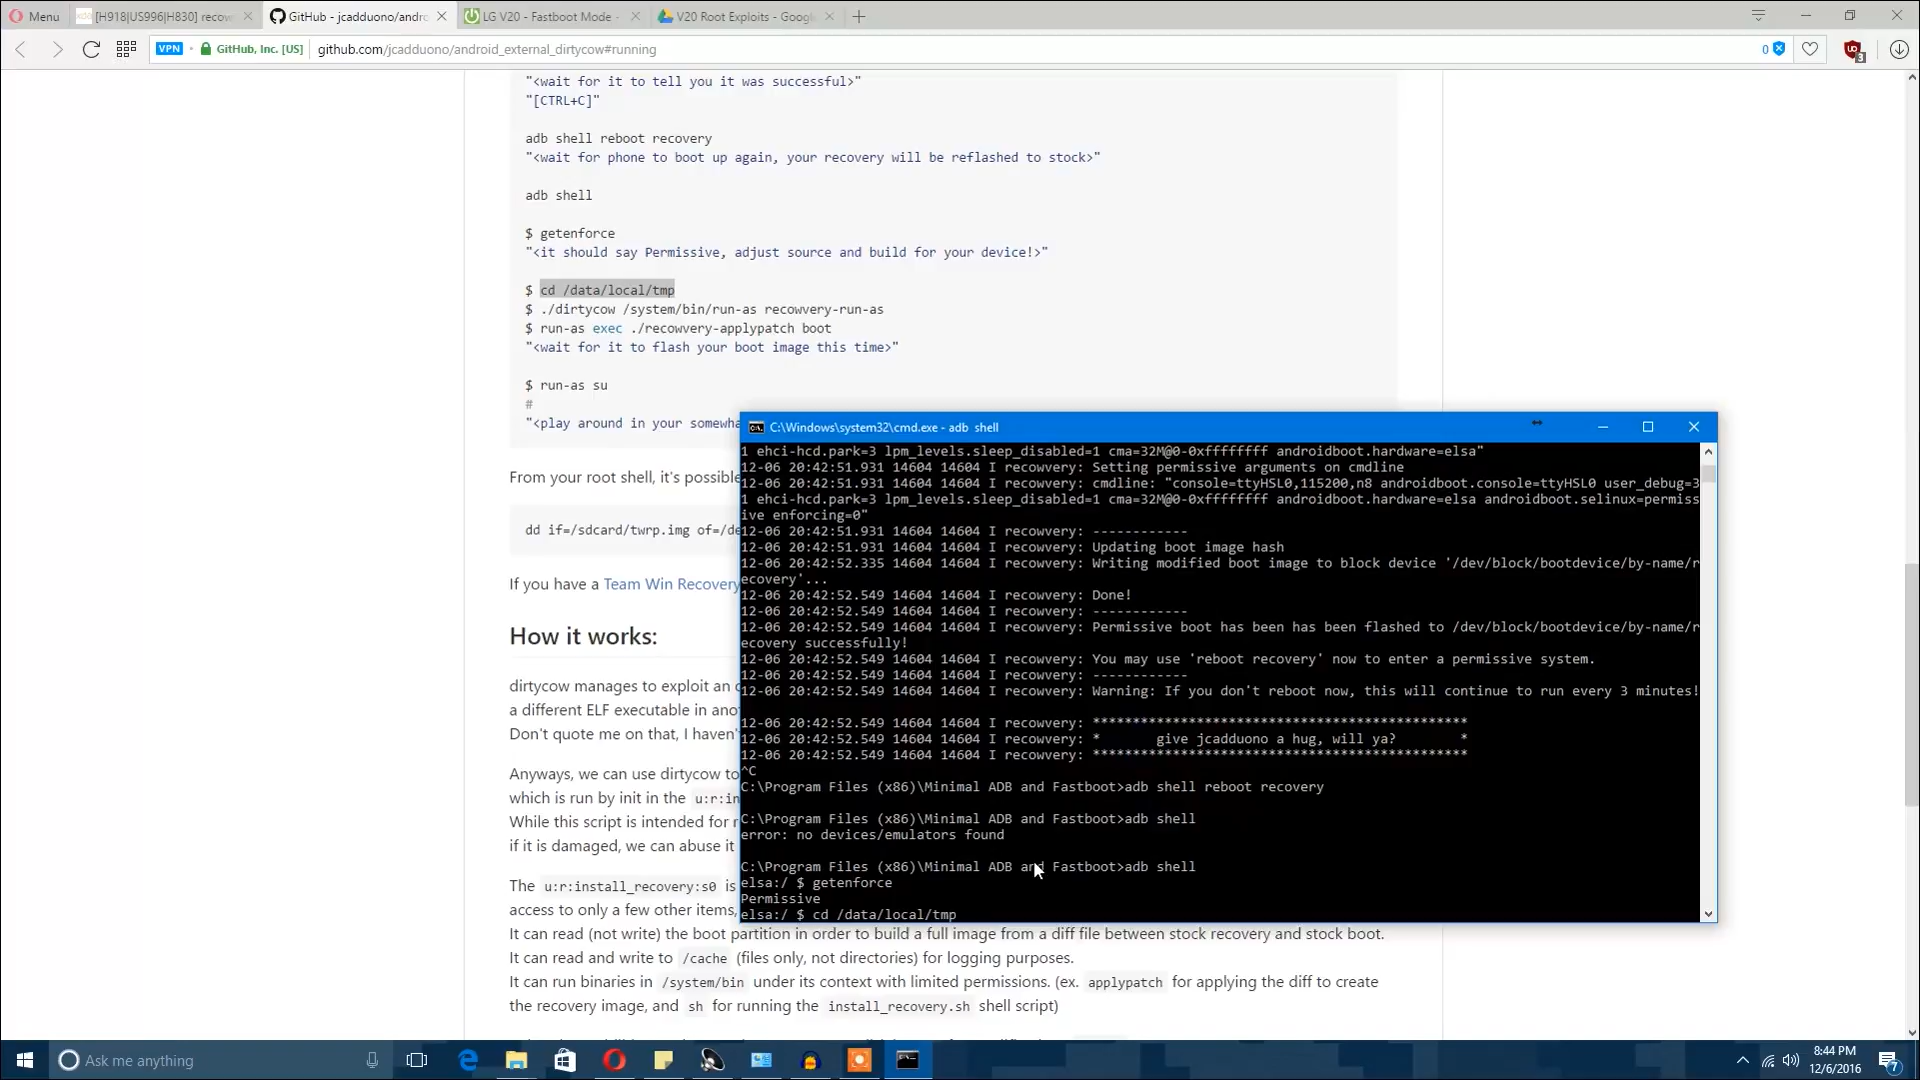 Menu
[H918|US996|H830] recow
GitHub - jcadduono/andro
LG V20 - Fastboot Mode -
V20 Root Exploits - Google
VPN
GitHub, Inc. [US]
github.com/jcadduono/android_external_dirtycow#running
0
3
"<wait for it to tell you it was successful>"
"[CTRL+C]"
adb shell reboot recovery
"<wait for phone to boot up again, your recovery will be reflashed to stock>"
adb shell
$ getenforce
"<it should say Permissive, adjust source and build for your device!>"
$ cd /data/local/tmp
$ ./dirtycow /system/bin/run-as recowvery-run-as
$ run-as exec ./recowvery-applypatch boot
"<wait for it to flash your boot image this time>"
$ run-as su
#
"<play around in your somewha
From your root shell, it's possible
dd if=/sdcard/twrp.img of=/de
If you have a Team Win Recovery
How it works:
dirtycow manages to exploit an o
a different ELF executable in ano
Don't quote me on that, I haven'
Anyways, we can use dirtycow to
which is run by init in the u:r:in
While this script is intended for r
if it is damaged, we can abuse it
The u:r:install_recovery:s0 is
access to only a few other items,
It can read (not write) the boot partition in order to build a full image from a diff file between stock recovery and stock boot.
It can read and write to /cache (files only, not directories) for logging purposes.
It can run binaries in /system/bin under its context with limited permissions. (ex. applypatch for applying the diff to create
the recovery image, and sh for running the install_recovery.sh shell script)
C:\Windows\system32\cmd.exe - adb shell
1 ehci-hcd.park=3 lpm_levels.sleep_disabled=1 cma=32M@0-0xffffffff androidboot.hardware=elsa"
12-06 20:42:51.931 14604 14604 I recowvery: Setting permissive arguments on cmdline
12-06 20:42:51.931 14604 14604 I recowvery: cmdline: "console=ttyHSL0,115200,n8 androidboot.console=ttyHSL0 user_debug=3
1 ehci-hcd.park=3 lpm_levels.sleep_disabled=1 cma=32M@0-0xffffffff androidboot.hardware=elsa androidboot.selinux=permiss
ive enforcing=0"
12-06 20:42:51.931 14604 14604 I recowvery: ------------
12-06 20:42:51.931 14604 14604 I recowvery: Updating boot image hash
12-06 20:42:52.335 14604 14604 I recowvery: Writing modified boot image to block device '/dev/block/bootdevice/by-name/r
ecovery'...
12-06 20:42:52.549 14604 14604 I recowvery: Done!
12-06 20:42:52.549 14604 14604 I recowvery: ------------
12-06 20:42:52.549 14604 14604 I recowvery: Permissive boot has been has been flashed to /dev/block/bootdevice/by-name/r
ecovery successfully!
12-06 20:42:52.549 14604 14604 I recowvery: You may use 'reboot recovery' now to enter a permissive system.
12-06 20:42:52.549 14604 14604 I recowvery: ------------
12-06 20:42:52.549 14604 14604 I recowvery: Warning: If you don't reboot now, this will continue to run every 3 minutes!
12-06 20:42:52.549 14604 14604 I recowvery: ***********************************************
12-06 20:42:52.549 14604 14604 I recowvery: *       give jcadduono a hug, will ya?        *
12-06 20:42:52.549 14604 14604 I recowvery: ***********************************************
^C
C:\Program Files (x86)\Minimal ADB and Fastboot>adb shell reboot recovery
C:\Program Files (x86)\Minimal ADB and Fastboot>adb shell
error: no devices/emulators found
C:\Program Files (x86)\Minimal ADB and Fastboot>adb shell
elsa:/ $ getenforce
Permissive
elsa:/ $ cd /data/local/tmp
Ask me anything
8:44 PM
12/6/2016
7